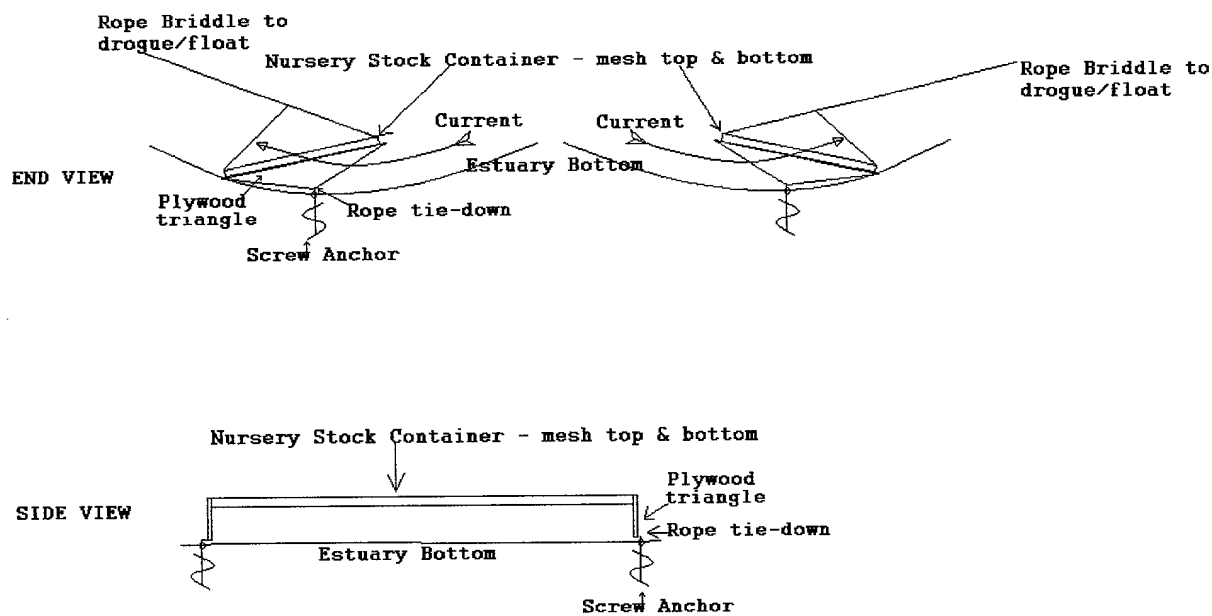 Rope Briddle to
drogue/float
Nursery Stock Container - mesh top & bottom
Rope Briddle to
drogue/float
Current
Current
Estuary Bottom
END VIEW
Plywood
triangle
Rope tie-down
Screw Anchor
Nursery Stock Container - mesh top & bottom
Plywood
triangle
SIDE VIEW
Rope tie-down
Estuary Bottom
Screw Anchor